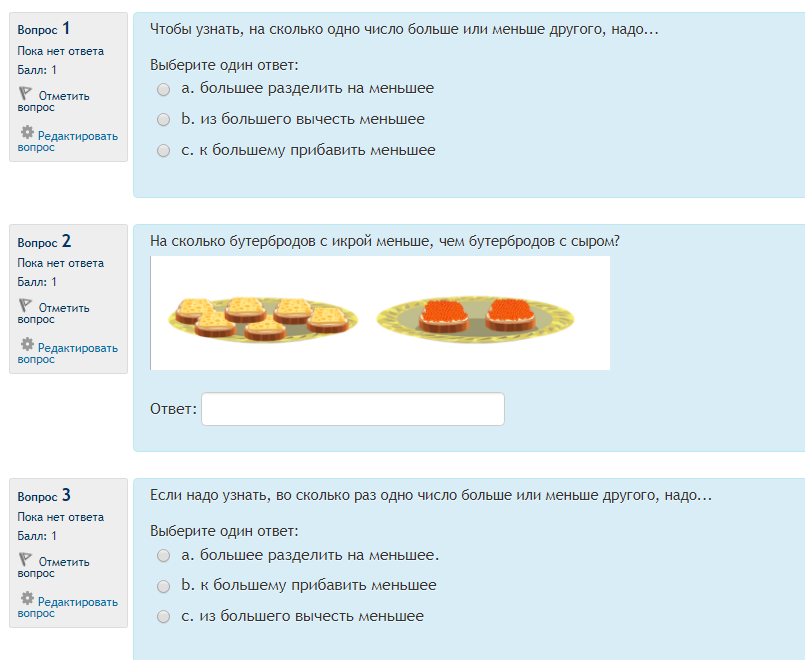 Вопрос 1
Пока нет ответа
Балл: 1
Отметить
вопрос
Редактировать
вопрос
Чтобы узнать, на сколько одно число больше или меньше другого, надо...
Выберите один ответ:
a. большее разделить на меньшее
b. из большего вычесть меньшее
c. к большему прибавить меньшее
Вопрос 2
Пока нет ответа
Балл: 1
Отметить
вопрос
Редактировать
вопрос
На сколько бутербродов с икрой меньше, чем бутербродов с сыром?
Ответ:
Вопрос 3
Пока нет ответа
Балл: 1
Отметить
вопрос
Редактировать
вопрос
Если надо узнать, во сколько раз одно число больше или меньше другого, надо...
Выберите один ответ:
a. большее разделить на меньшее.
b. к большему прибавить меньшее
c. из большего вычесть меньшее